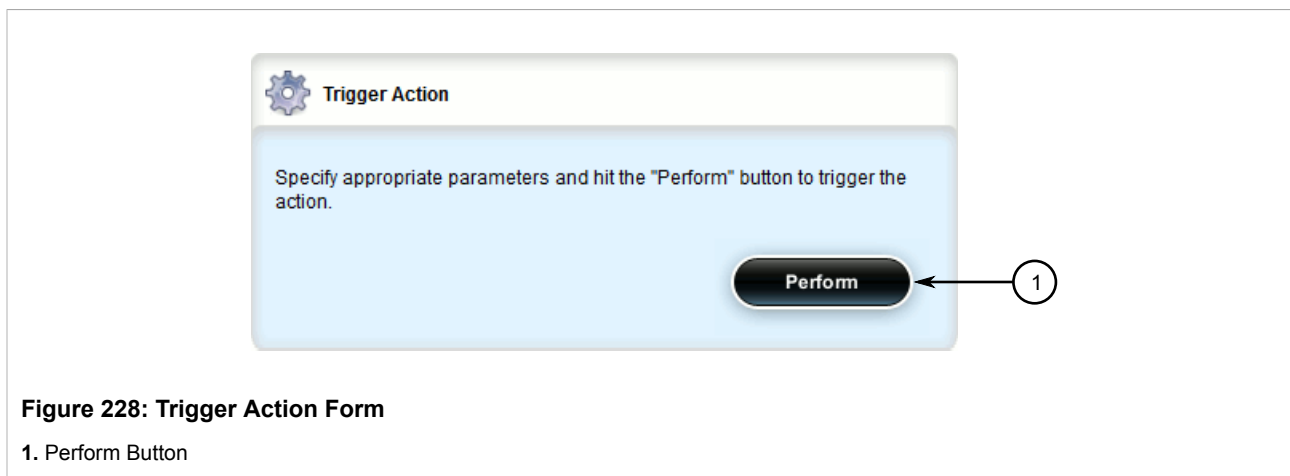 Trigger Action
Specify appropriate parameters and hit the "Perform" button to trigger the
action.
Perform
1
Figure 228: Trigger Action Form
1. Perform Button